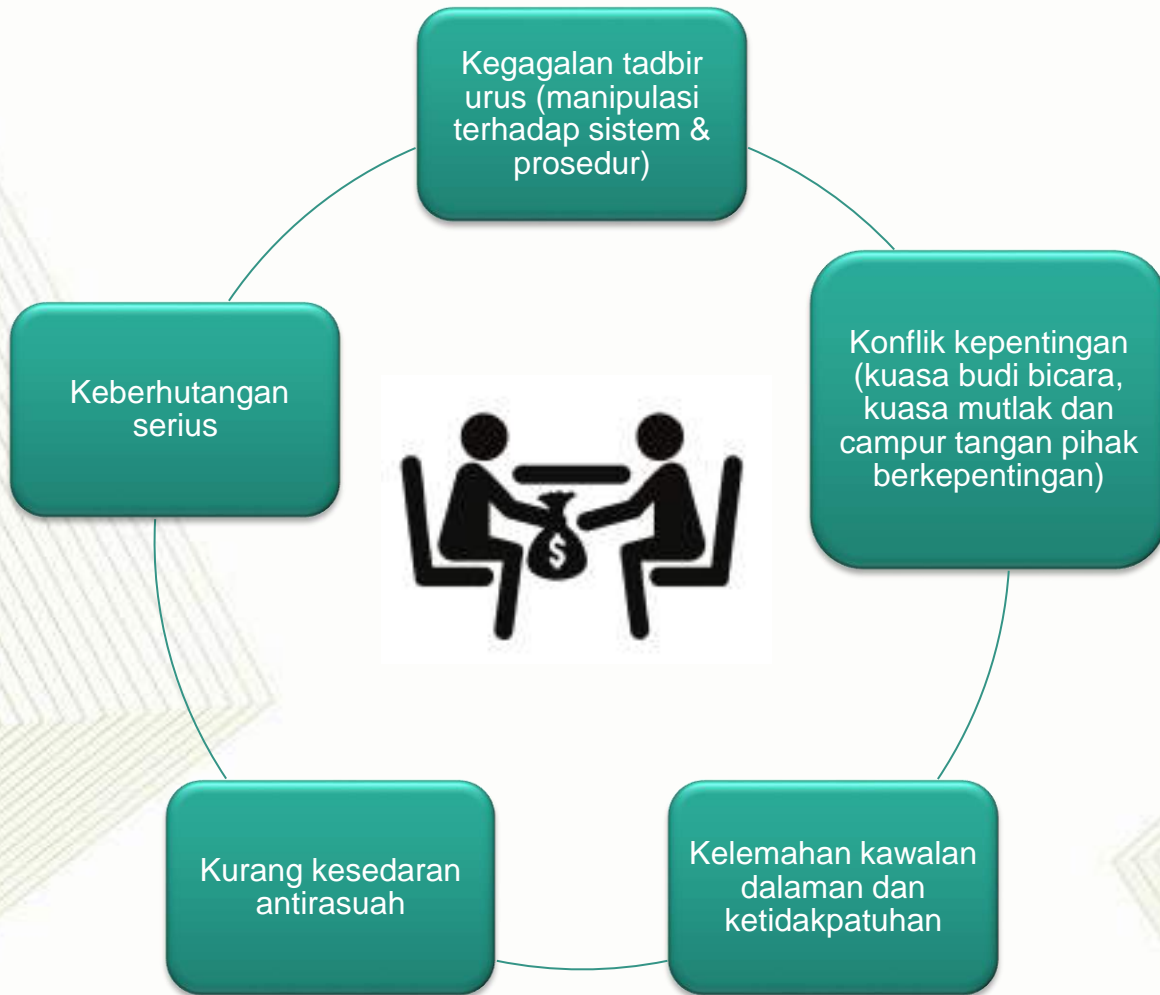 Kegagalan tadbir
urus (manipulasi
terhadap sistem &
prosedur)
Konflik kepentingan
(kuasa budi bicara,
kuasa mutlak dan
campur tangan pihak
berkepentingan)
Kelemahan kawalan
dalaman dan
ketidakpatuhan
Kurang kesedaran
antirasuah
Keberhutangan
serius
$